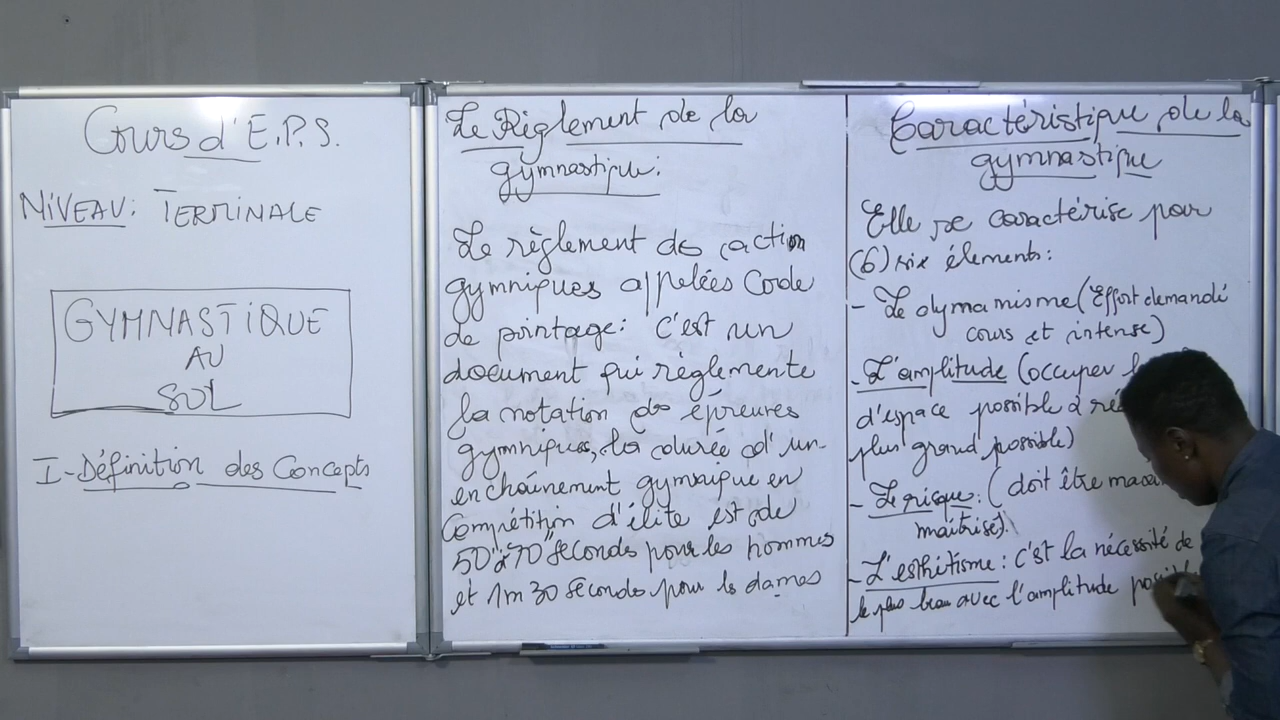 Cours d'E.P.S.
NIVEAU: TERMINALE
GYMNASTIQUE
AU
SOL
I-Définition des Concepts
Le Règlement de la
gymnastique:
Le règlement des action
gymniques appelées Code
de pointage: c'est un
document qui règlemente
la notation des épreuves
gymniques, la durée d'un
enchaînement gymnique en
Compétition d'élite est de
50" à 70" secondes pour les hommes
et 1m 30 secondes pour les dames
Caractéristique de la
gymnastique
Elle se caractérise pour
(6) six élements:
- Le dynamisme (Effort demandé
cours et intense)
- L'amplitude (occuper
d'espace possible à
plus grand possible)
- Le risque: (doit être
maîtrisé).
- L'esthétisme: c'est la nécessité de
le plus beau avec l'amplitude